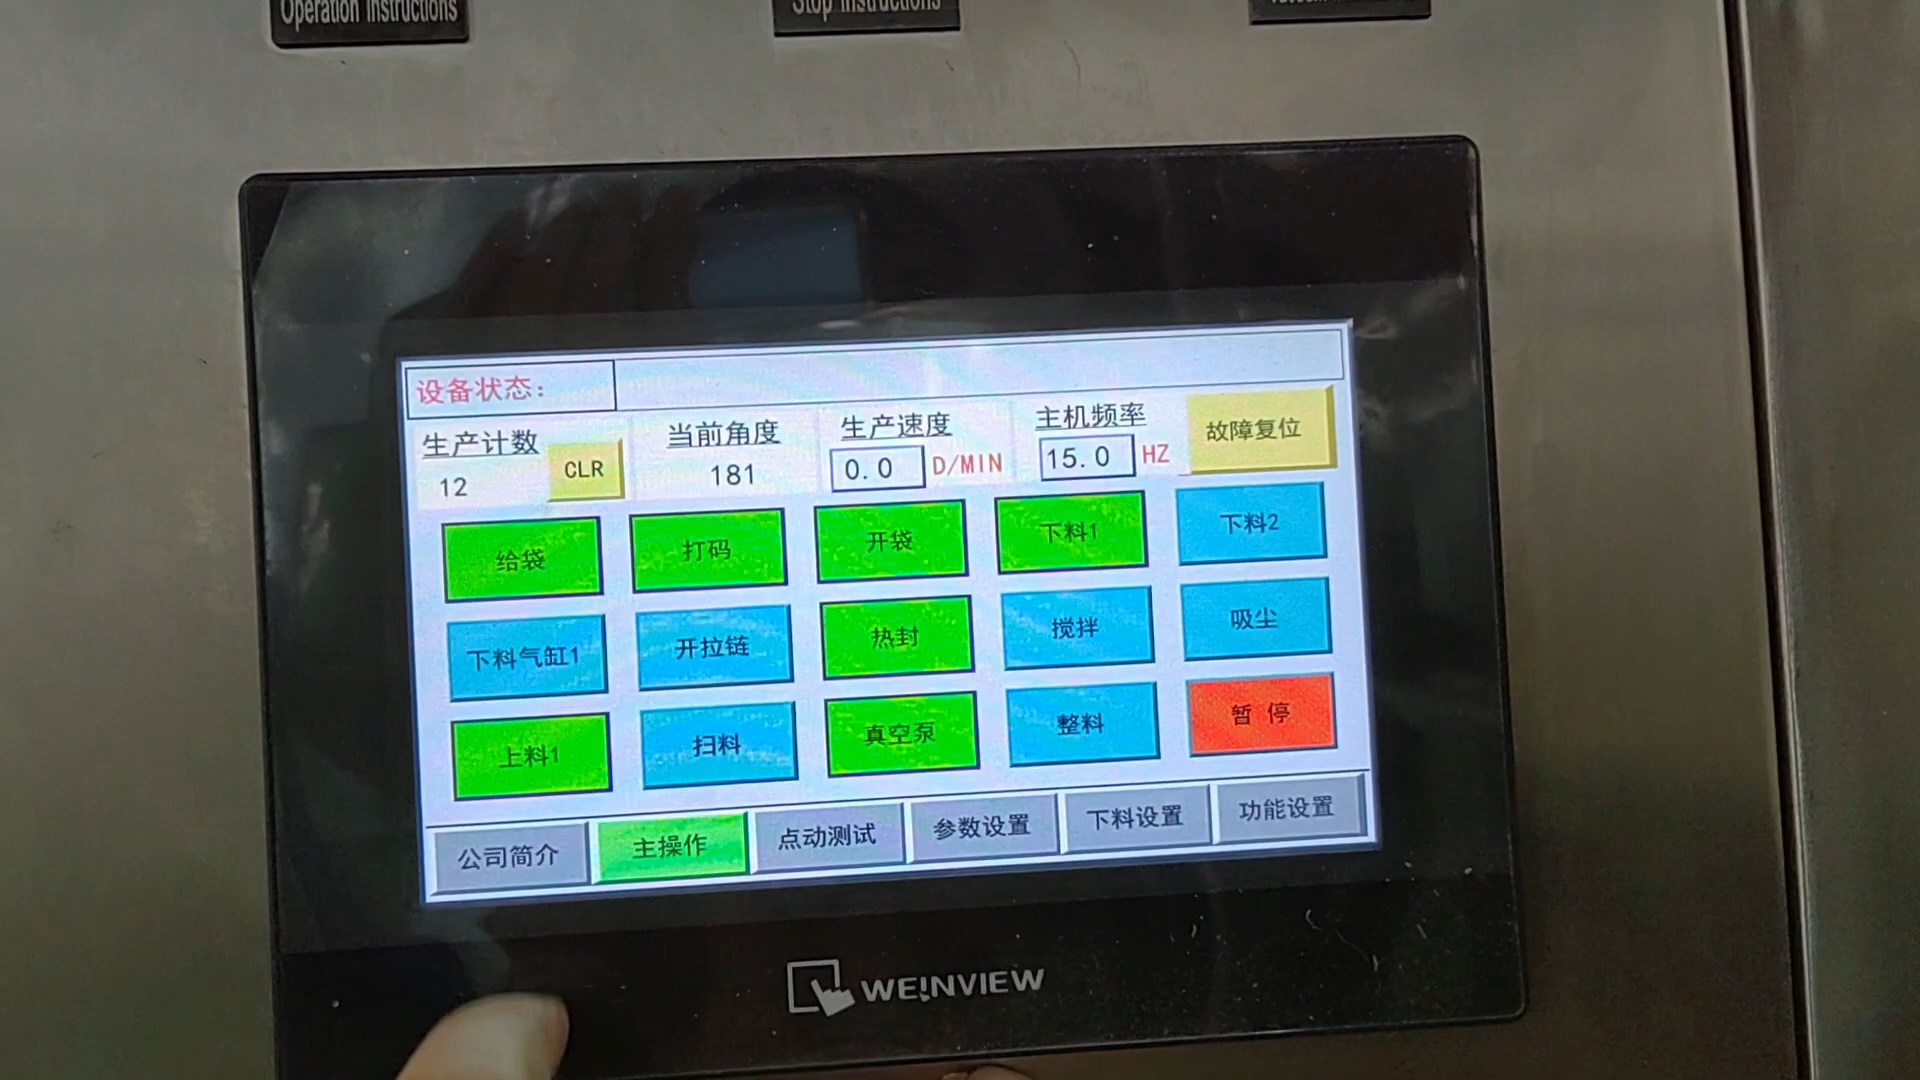 Operation Instructions
Stop Instructions
设备状态:
生产计数
12
CLR
当前角度
181
生产速度
0.0 D/MIN
主机频率
15.0 HZ
故障复位
给袋 打码 开袋 下料1 下料2
下料气缸1 开拉链 热封 搅拌 吸尘
上料1 扫料 真空泵 整料 暂 停
公司简介 主操作 点动测试 参数设置 下料设置 功能设置
WEINVIEW